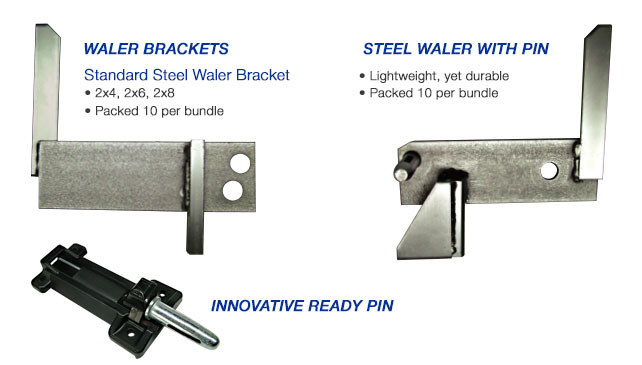 WALER BRACKETS
Standard Steel Waler Bracket
• 2x4, 2x6, 2x8
• Packed 10 per bundle
STEEL WALER WITH PIN
• Lightweight, yet durable
• Packed 10 per bundle
INNOVATIVE READY PIN